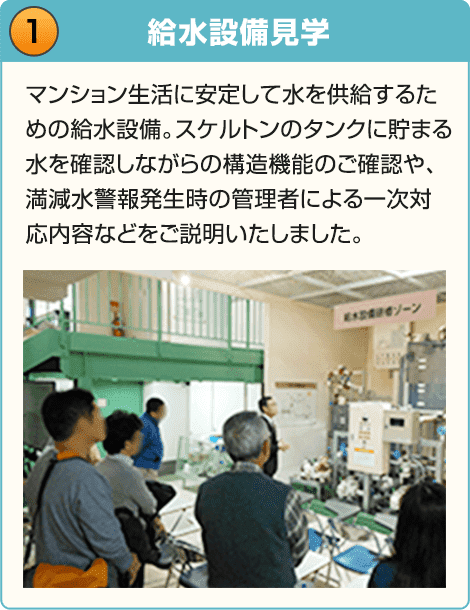 1
給水設備見学
マンション生活に安定して水を供給するた
めの給水設備。スケルトンのタンクに貯まる
水を確認しながらの構造機能のご確認や、
満減水警報発生時の管理者による一次対
応内容などをご説明いたしました。
給水設備研修ゾーン